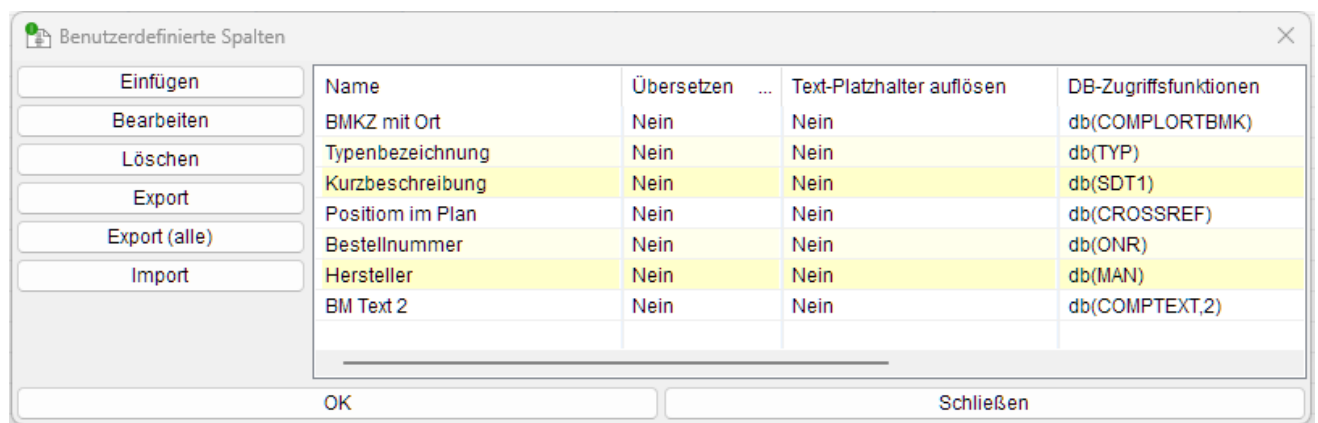 Benutzerdefinierte Spalten
Einfügen
Bearbeiten
Löschen
Export
Export (alle)
Import
Name Übersetzen ... Text-Platzhalter auflösen DB-Zugriffsfunktionen
BMKZ mit Ort Nein Nein db(COMPLORTBMK)
Typenbezeichnung Nein Nein db(TYP)
Kurzbeschreibung Nein Nein db(SDT1)
Positiom im Plan Nein Nein db(CROSSREF)
Bestellnummer Nein Nein db(ONR)
Hersteller Nein Nein db(MAN)
BM Text 2 Nein Nein db(COMPTEXT,2)
OK Schließen